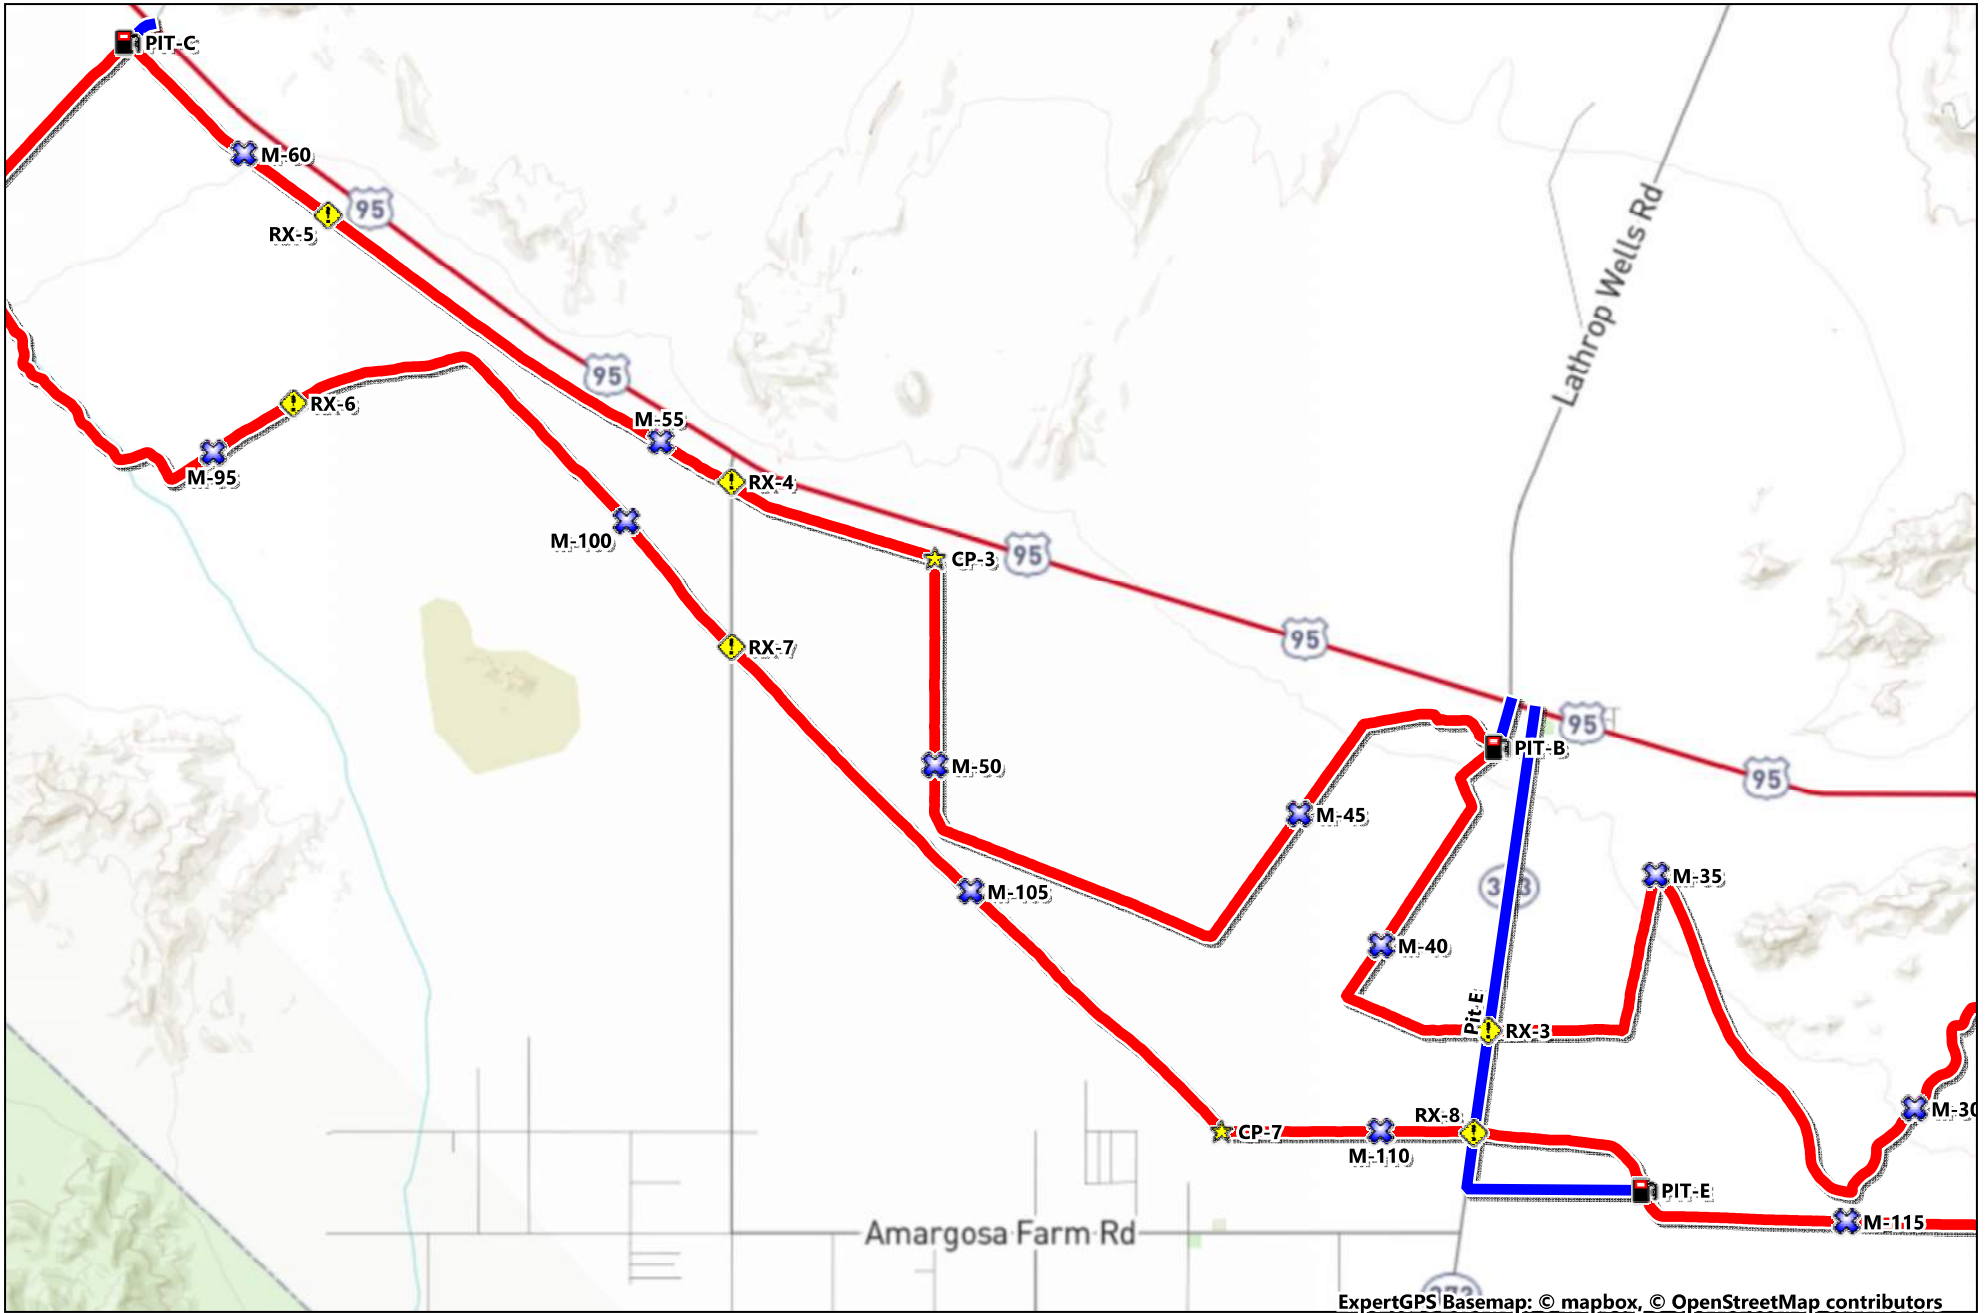 PIT-C
M-60
95
RX-5
Lathrop Wells Rd
95
RX-6
M-55
M-95
RX-4
M-100
CP-3
95
95
RX-7
95
PIT-B
M-50
95
M-45
M-35
M-105
M-40
Pit-E
RX-3
M-30
RX-8
CP-7
M-110
PIT-E
M-115
Amargosa Farm Rd
ExpertGPS Basemap: © mapbox, © OpenStreetMap contributors